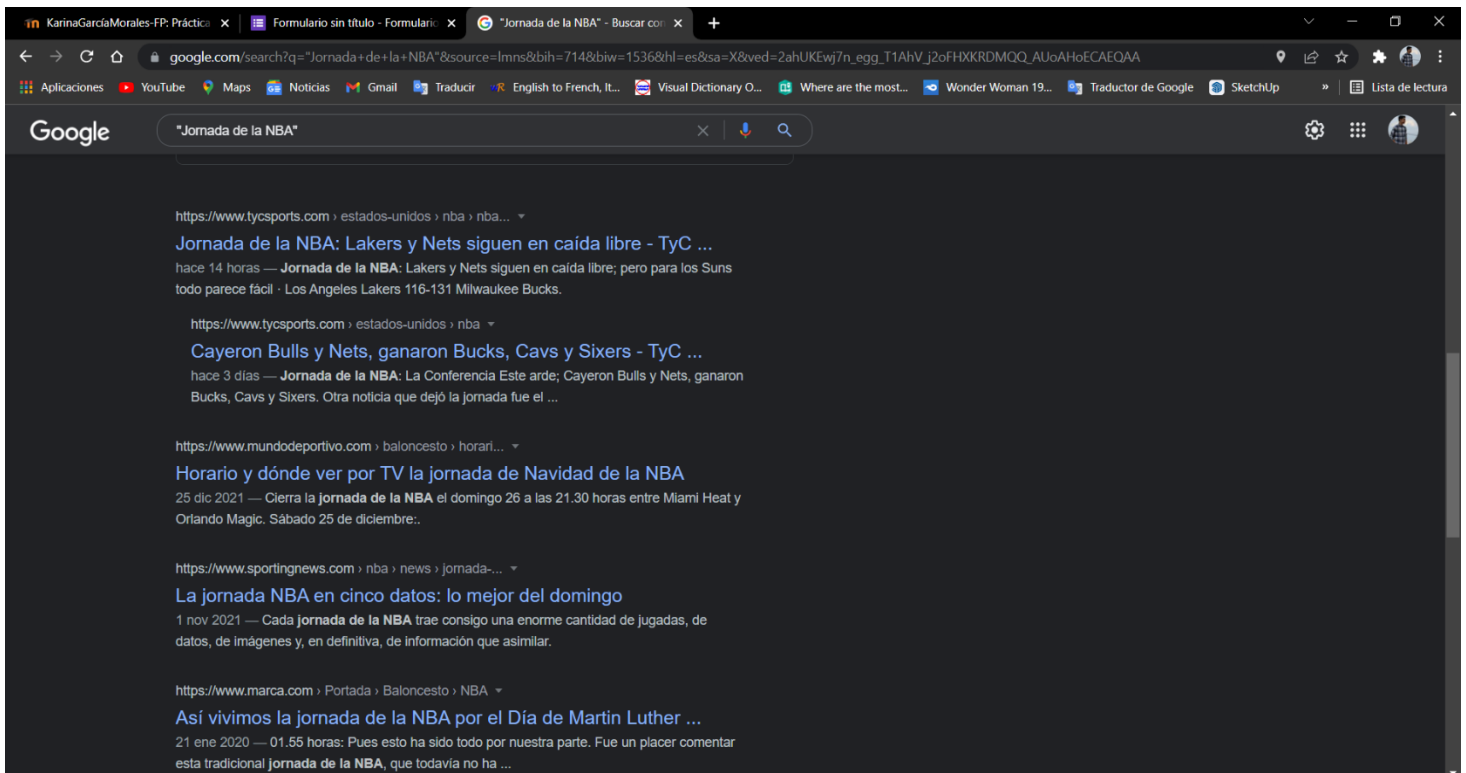 KarinaGarcíaMorales-FP: Práctica
Formulario sin título - Formulario
"Jornada de la NBA" - Buscar con
google.com/search?q="Jornada+de+la+NBA"&source=lmns&bih=714&biw=1536&hl=es&sa=X&ved=2ahUKEwj7n_egg_T1AhV_j2oFHXKRDMQQ_AUoAHoECAEQAA
Aplicaciones YouTube Maps Noticias Gmail Traducir English to French, It... Visual Dictionary O... Where are the most... Wonder Woman 19... Traductor de Google SketchUp » Lista de lectura
Google "Jornada de la NBA"
https://www.tycsports.com › estados-unidos › nba › nba...
Jornada de la NBA: Lakers y Nets siguen en caída libre - TyC ...
hace 14 horas — Jornada de la NBA: Lakers y Nets siguen en caída libre; pero para los Suns
todo parece fácil · Los Angeles Lakers 116-131 Milwaukee Bucks.
https://www.tycsports.com › estados-unidos › nba
Cayeron Bulls y Nets, ganaron Bucks, Cavs y Sixers - TyC ...
hace 3 días — Jornada de la NBA: La Conferencia Este arde; Cayeron Bulls y Nets, ganaron
Bucks, Cavs y Sixers. Otra noticia que dejó la jornada fue el ...
https://www.mundodeportivo.com › baloncesto › horari...
Horario y dónde ver por TV la jornada de Navidad de la NBA
25 dic 2021 — Cierra la jornada de la NBA el domingo 26 a las 21.30 horas entre Miami Heat y
Orlando Magic. Sábado 25 de diciembre:.
https://www.sportingnews.com › nba › news › jornada-...
La jornada NBA en cinco datos: lo mejor del domingo
1 nov 2021 — Cada jornada de la NBA trae consigo una enorme cantidad de jugadas, de
datos, de imágenes y, en definitiva, de información que asimilar.
https://www.marca.com › Portada › Baloncesto › NBA
Así vivimos la jornada de la NBA por el Día de Martin Luther ...
21 ene 2020 — 01.55 horas: Pues esto ha sido todo por nuestra parte. Fue un placer comentar
esta tradicional jornada de la NBA, que todavía no ha ...